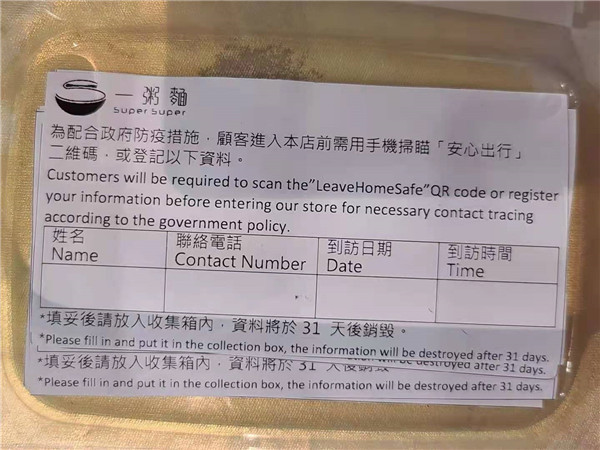 一粥麵
Super Super
為配合政府防疫措施，顧客進入本店前需用手機掃瞄「安心出行」
二維碼，或登記以下資料。
Customers will be required to scan the"LeaveHomeSafe"QR code or register
your information before entering our store for necessary contact tracing
according to the government policy.
姓名 聯絡電話 到訪日期 到訪時間
Name Contact Number Date Time
*填妥後請放入收集箱內，資料將於 31 天後銷毀。
*Please fill in and put it in the collection box, the information will be destroyed after 31 days.
destroyed after 31 days.
*填妥後請放入收集箱內，資料將於 31 天後銷毀
*Please fill in and put it in the collection box, the information will be destroyed after 31 days.